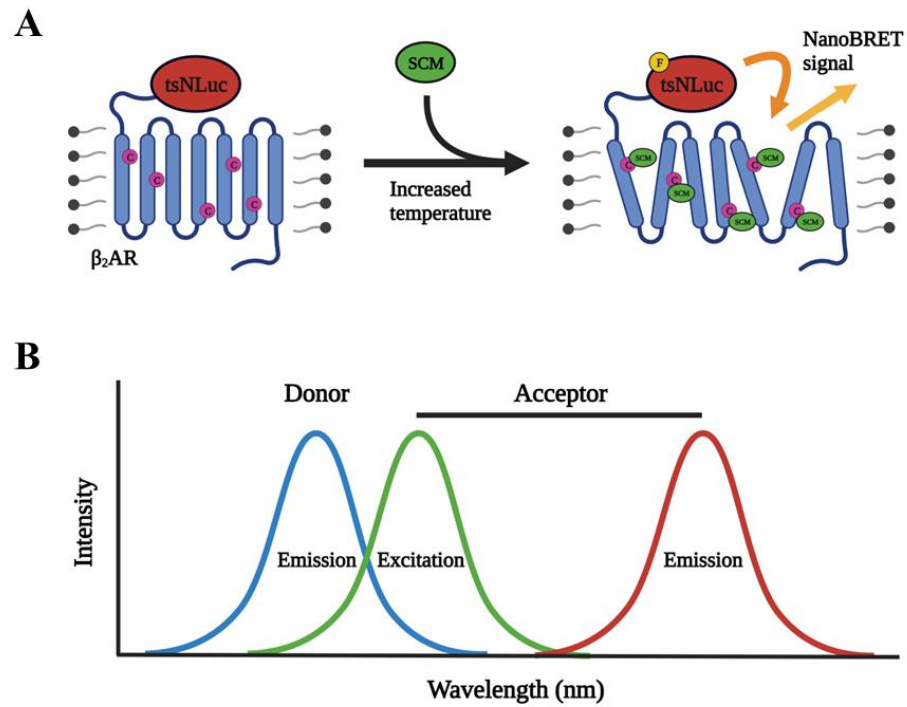 A
tsNLuc
SCM
Increased
temperature
C
C
C
C
C
β₂AR
F
tsNLuc
NanoBRET
signal
C
SCM
C
SCM
C
SCM
C
SCM
C
SCM
B
Donor
Acceptor
Intensity
Emission
Excitation
Emission
Wavelength (nm)